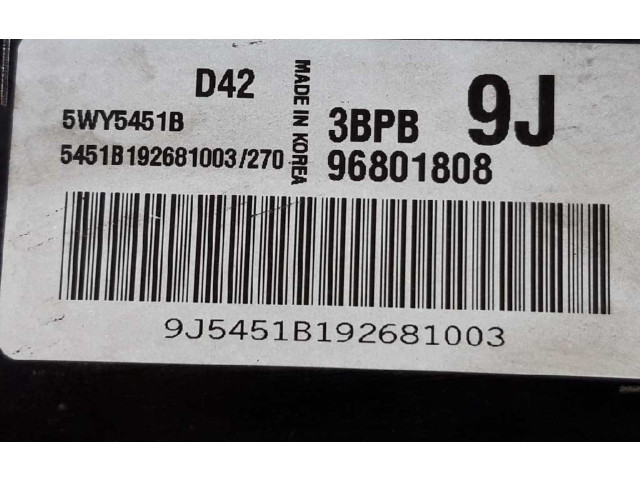 D42
5WY5451B
5451B192681003/270
MADE IN KOREA
3BPB
9J
96801808
9J5451B192681003